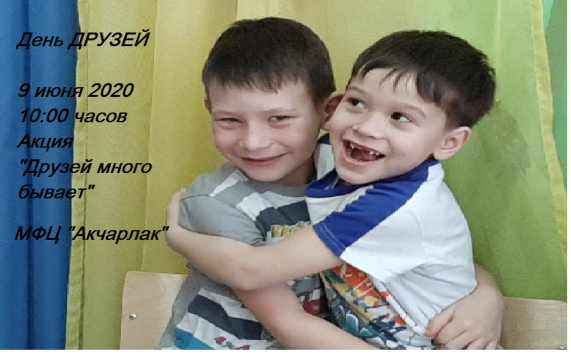 День ДРУЗЕЙ
9 июня 2020
10:00 часов
Акция
"Друзей много
бывает"
МФЦ "Акчарлак"